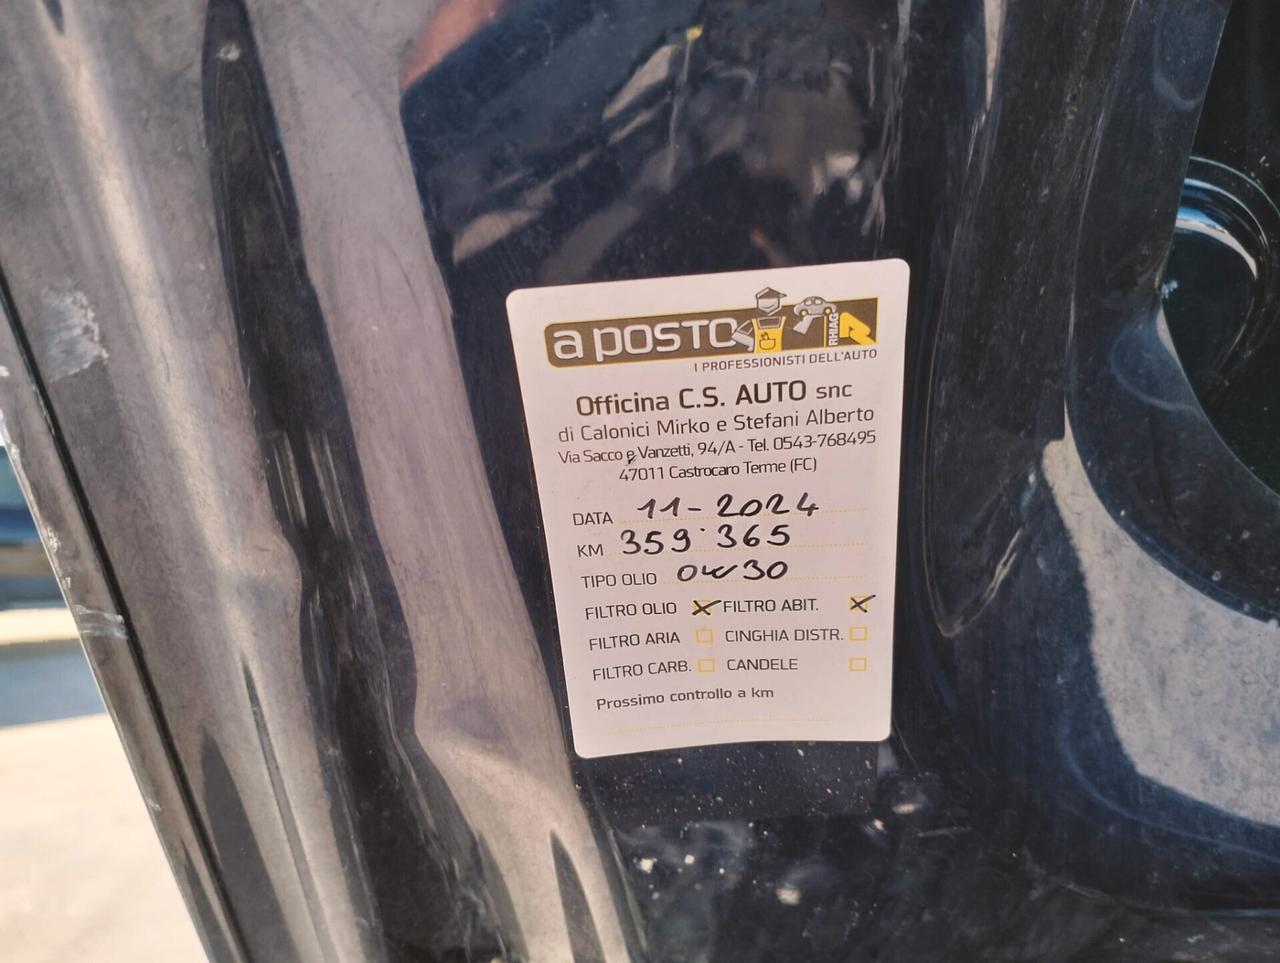 a POSTO RHIAG
I PROFESSIONISTI DELL'AUTO
Officina C.S. AUTO snc
di Calonici Mirko e Stefani Alberto
Via Sacco e Vanzetti, 94/A - Tel. 0543-768495
47011 Castrocaro Terme (FC)
DATA 11-2024
KM 359·365
TIPO OLIO 0W30
FILTRO OLIO X FILTRO ABIT. X
FILTRO ARIA CINGHIA DISTR.
FILTRO CARB. CANDELE
Prossimo controllo a km